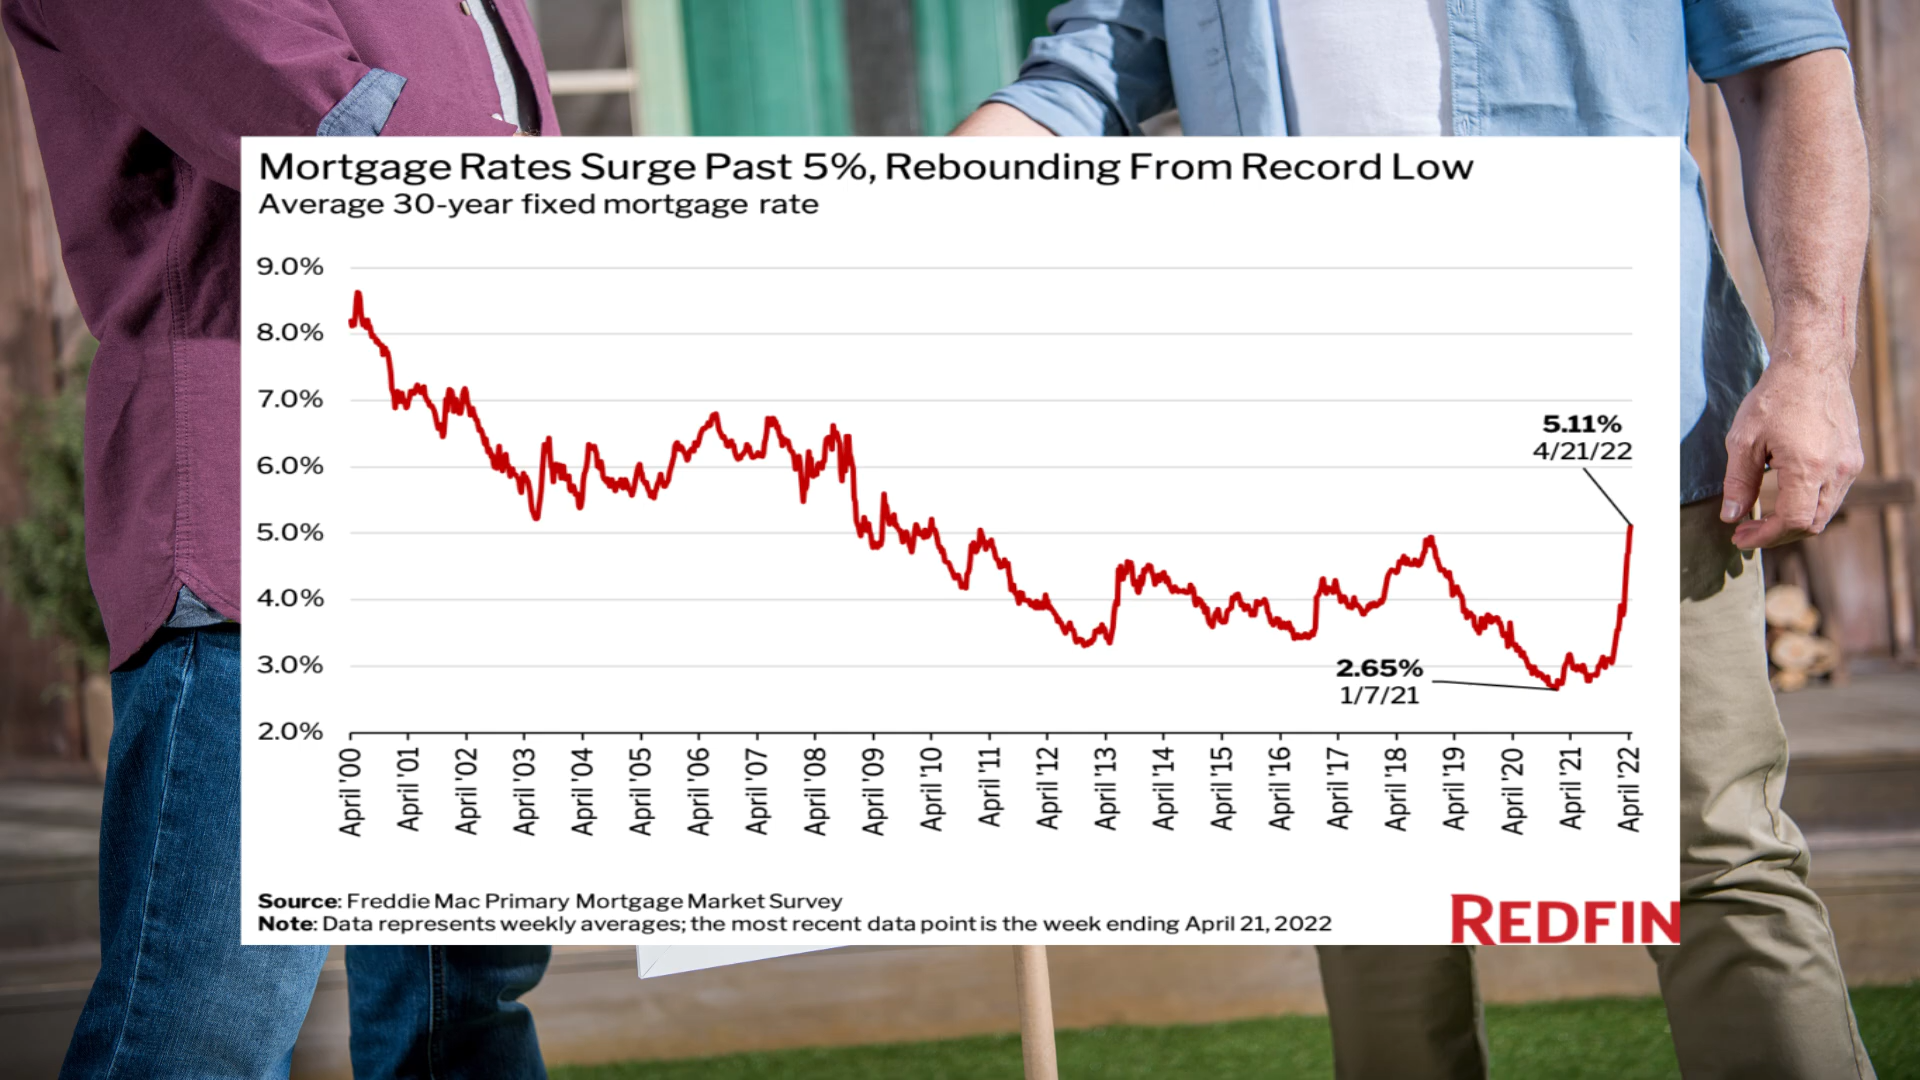 Mortgage Rates Surge Past 5%, Rebounding From Record Low
Average 30-year fixed mortgage rate
9.0%
8.0%
7.0%
6.0%
5.0%
4.0%
3.0%
2.0%
5.11%
4/21/22
2.65%
1/7/21
April '00
April '01
April '02
April '03
April '04
April '05
April '06
April '07
April '08
April '09
April '10
April '11
April '12
April '13
April '14
April '15
April '16
April '17
April '18
April '19
April '20
April '21
April '22
Source: Freddie Mac Primary Mortgage Market Survey
Note: Data represents weekly averages; the most recent data point is the week ending April 21, 2022
REDFIN